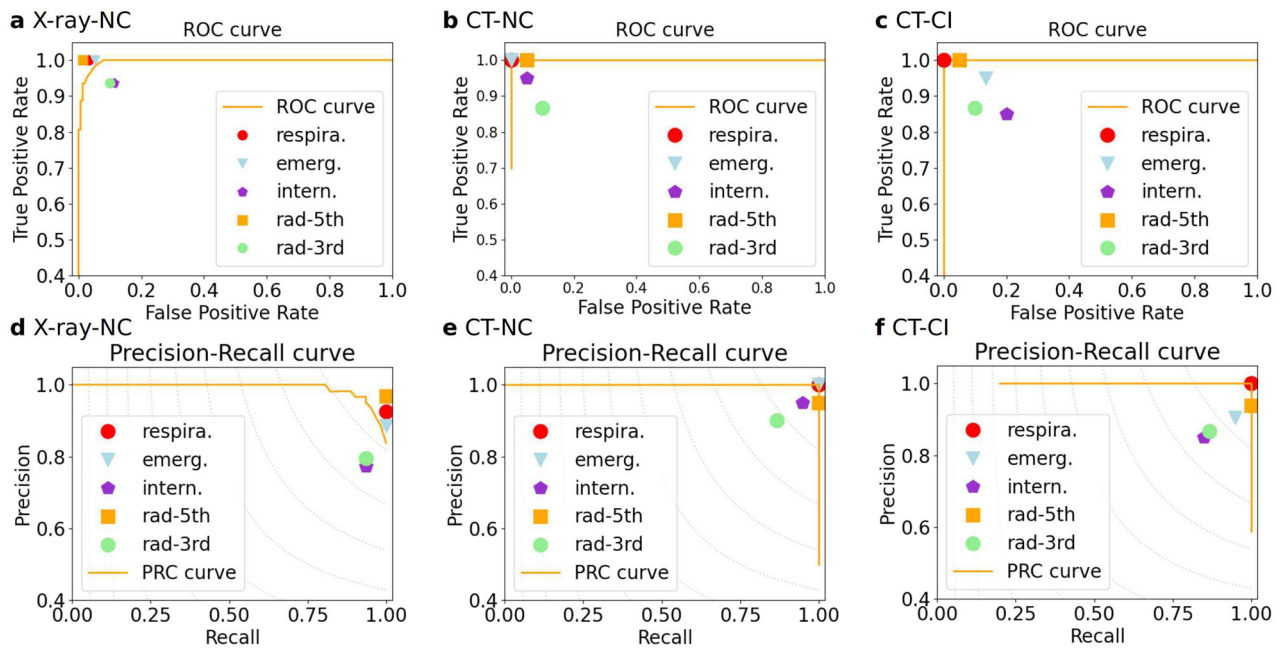 a X-ray-NC
ROC curve
True Positive Rate
1.0
0.9
0.8
0.7
0.6
0.5
0.4
ROC curve
respira.
emerg.
intern.
rad-5th
rad-3rd
0.0 0.2 0.4 0.6 0.8 1.0
False Positive Rate
b CT-NC
ROC curve
True Positive Rate
1.0
0.9
0.8
0.7
0.6
0.5
0.4
ROC curve
respira.
emerg.
intern.
rad-5th
rad-3rd
0.0 0.2 0.4 0.6 0.8 1.0
False Positive Rate
c CT-CI
ROC curve
True Positive Rate
1.0
0.9
0.8
0.7
0.6
0.5
0.4
ROC curve
respira.
emerg.
intern.
rad-5th
rad-3rd
0.0 0.2 0.4 0.6 0.8 1.0
False Positive Rate
d X-ray-NC
Precision-Recall curve
Precision
1.0
0.8
0.6
0.4
respira.
emerg.
intern.
rad-5th
rad-3rd
PRC curve
0.00 0.25 0.50 0.75 1.00
Recall
e CT-NC
Precision-Recall curve
Precision
1.0
0.8
0.6
0.4
respira.
emerg.
intern.
rad-5th
rad-3rd
PRC curve
0.00 0.25 0.50 0.75 1.00
Recall
f CT-CI
Precision-Recall curve
Precision
1.0
0.8
0.6
0.4
respira.
emerg.
intern.
rad-5th
rad-3rd
PRC curve
0.00 0.25 0.50 0.75 1.00
Recall